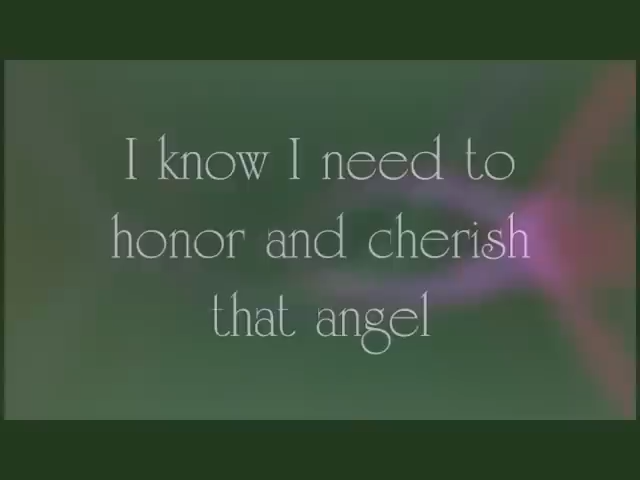 I know I need to
honor and cherish
that angel